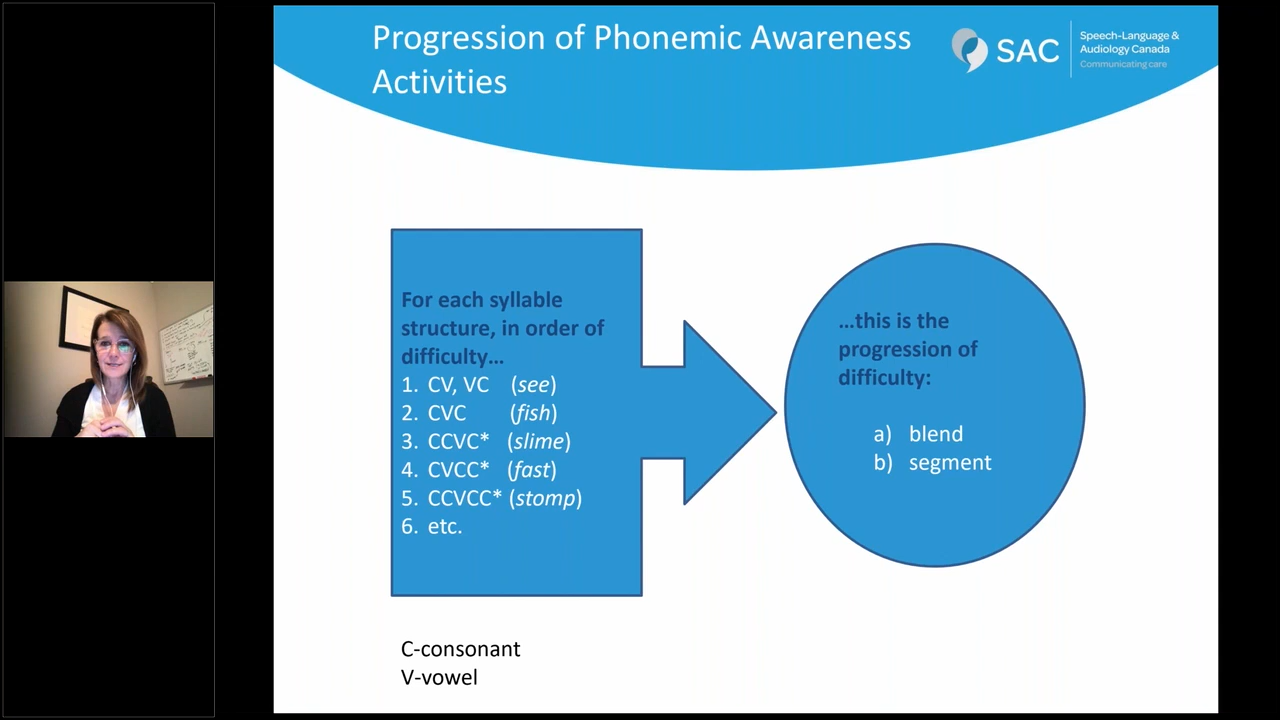 Progression of Phonemic Awareness
Activities
SAC
Speech-Language &
Audiology Canada
Communicating care
For each syllable
structure, in order of
difficulty…
1. CV, VC (see)
2. CVC (fish)
3. CCVC* (slime)
4. CVCC* (fast)
5. CCVCC* (stomp)
6. etc.
…this is the
progression of
difficulty:
a) blend
b) segment
C-consonant
V-vowel